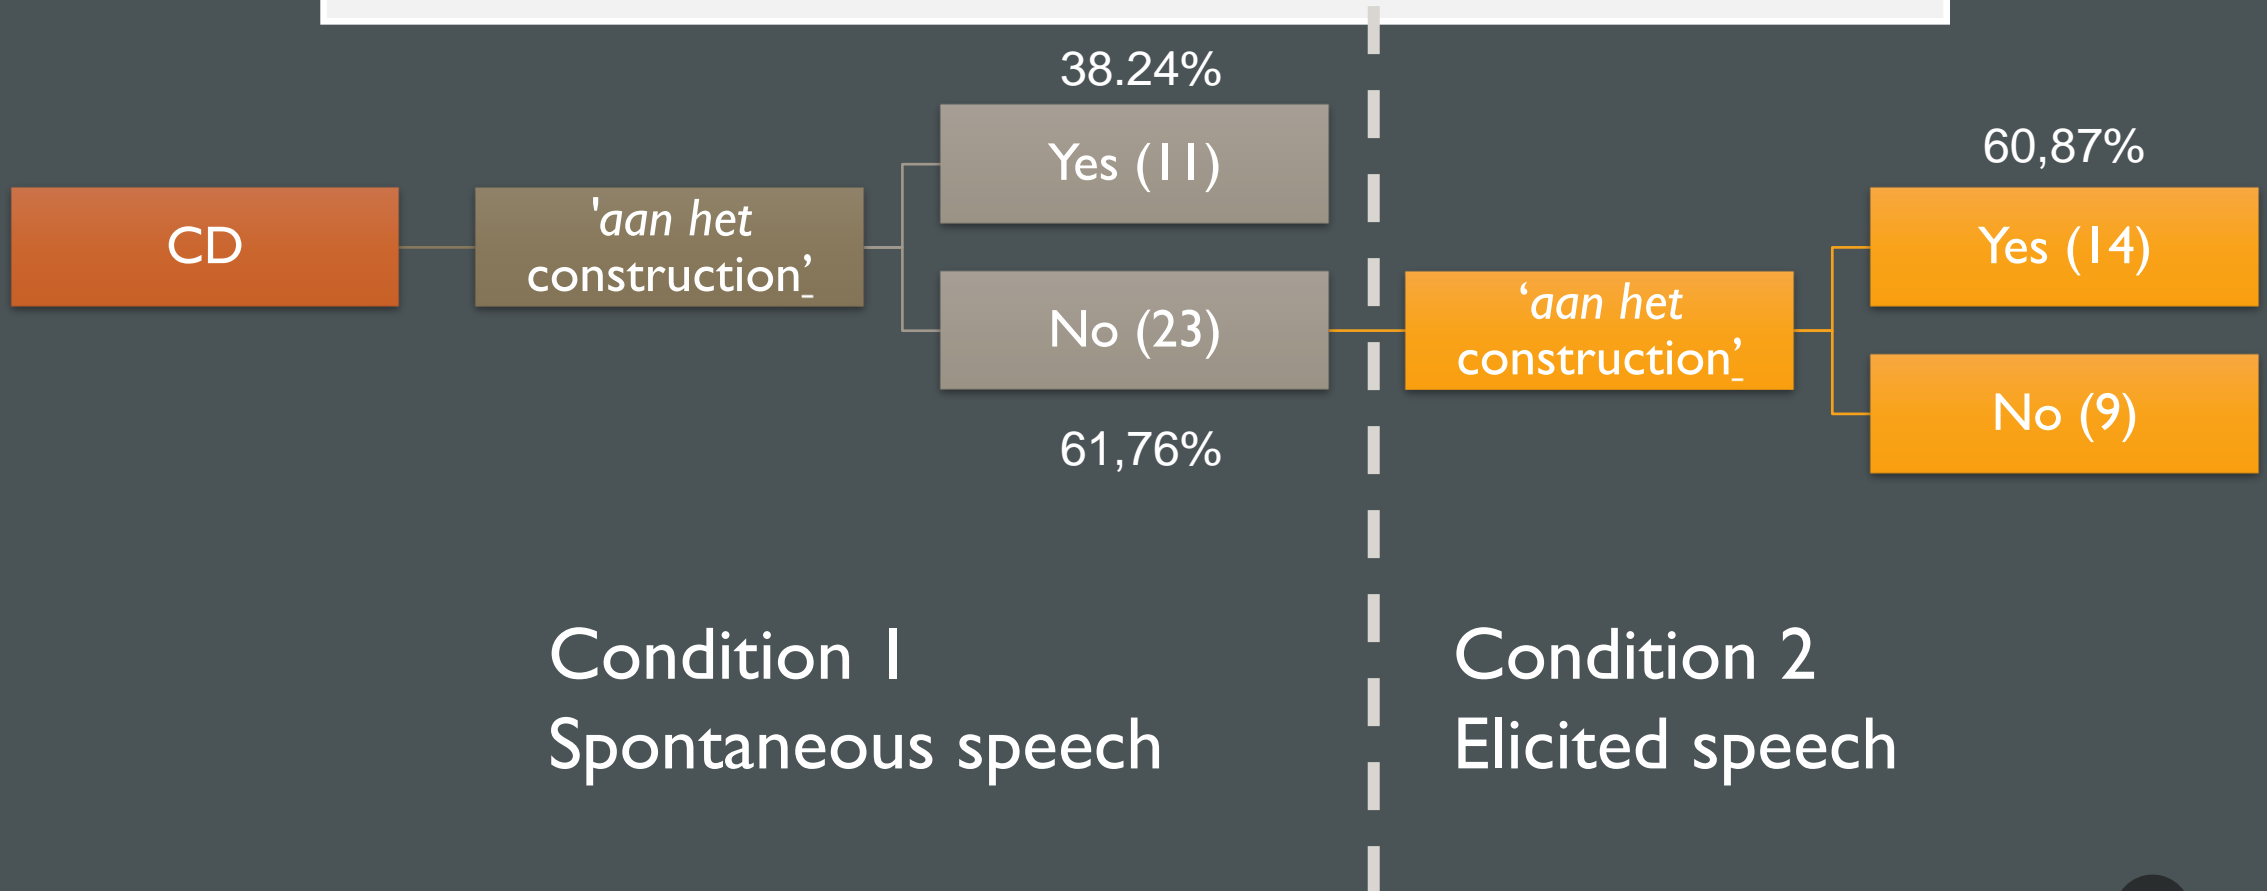 38.24%
Yes (11)
60,87%
CD
'aan het
construction'
Yes (14)
No (23)
‘aan het
construction’
No (9)
61,76%
Condition 1
Spontaneous speech
Condition 2
Elicited speech